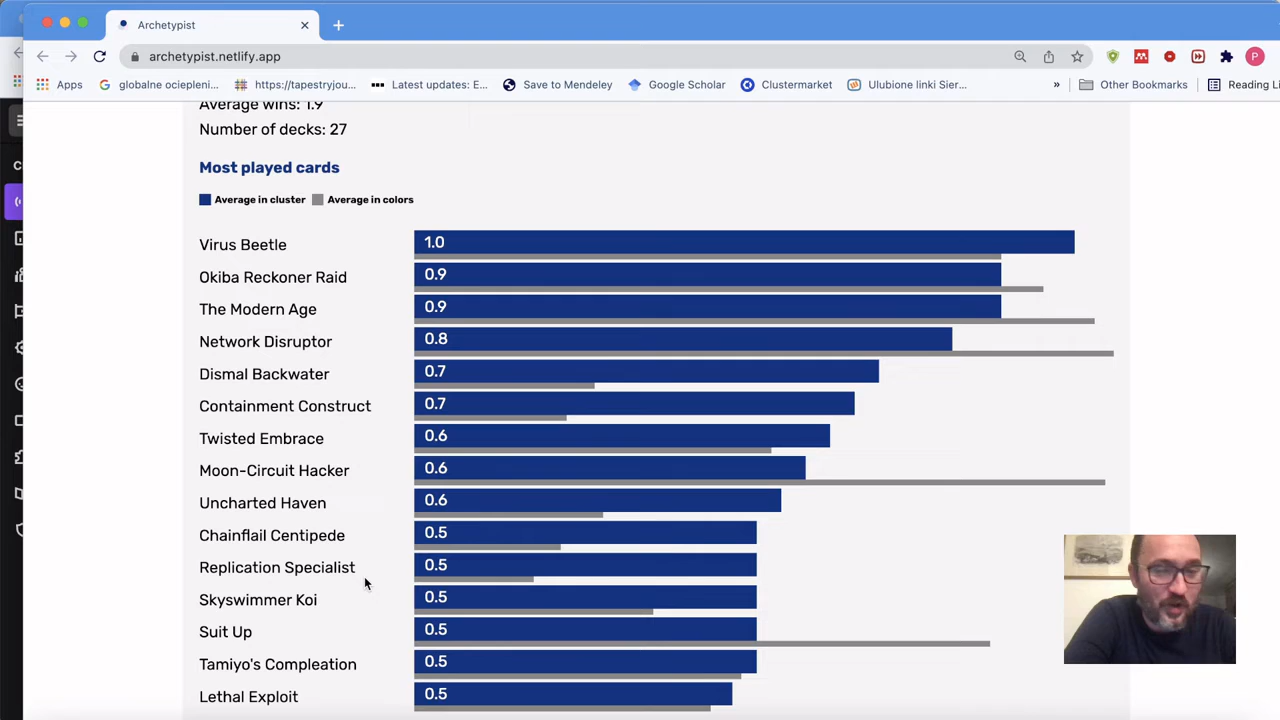 Archetypist
archetypist.netlify.app
P
Apps
globalne ociepleni...
https://tapestryjou...
Latest updates: E...
Save to Mendeley
Google Scholar
Clustermarket
Ulubione linki Sier...
»
Other Bookmarks
Reading Li
Average wins: 1.9
Number of decks: 27
Most played cards
Average in cluster Average in colors
Virus Beetle 1.0
Okiba Reckoner Raid 0.9
The Modern Age 0.9
Network Disruptor 0.8
Dismal Backwater 0.7
Containment Construct 0.7
Twisted Embrace 0.6
Moon-Circuit Hacker 0.6
Uncharted Haven 0.6
Chainflail Centipede 0.5
Replication Specialist 0.5
Skyswimmer Koi 0.5
Suit Up 0.5
Tamiyo's Compleation 0.5
Lethal Exploit 0.5